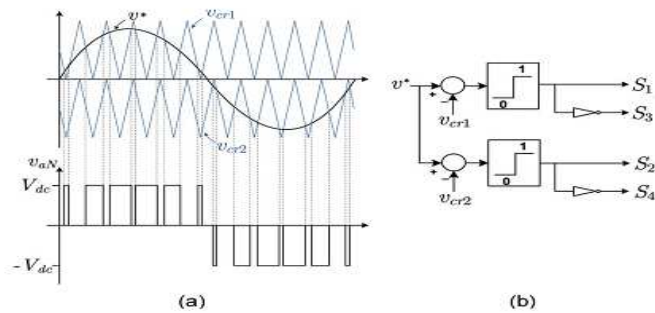 v* v_cr1
v_cr2
v_aN
V_dc
-V_dc
(a)
v* + - v_cr1 1 0 S_1
S_3
+ - v_cr2 1 0 S_2
S_4
(b)